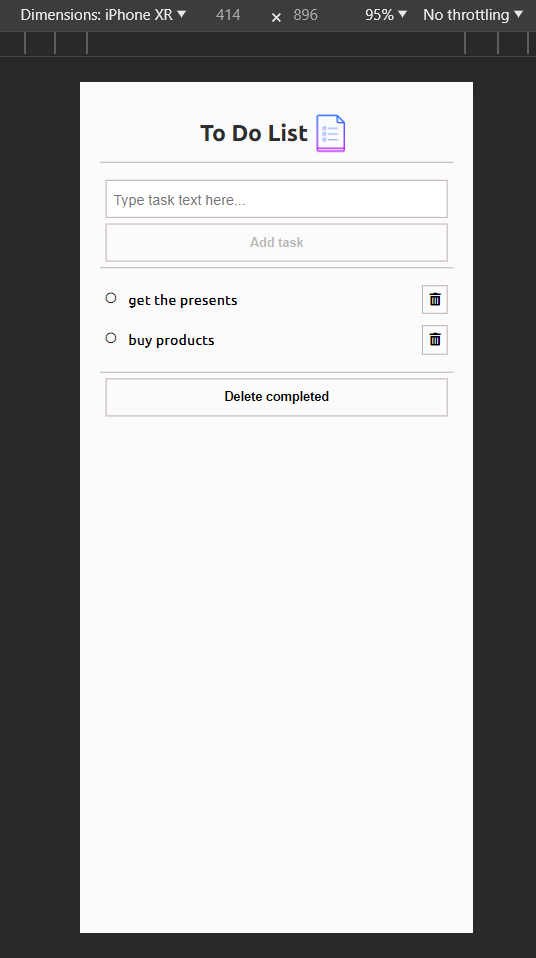 Dimensions: iPhone XR 414 × 896 95% No throttling
To Do List
Type task text here...
Add task
get the presents
buy products
Delete completed